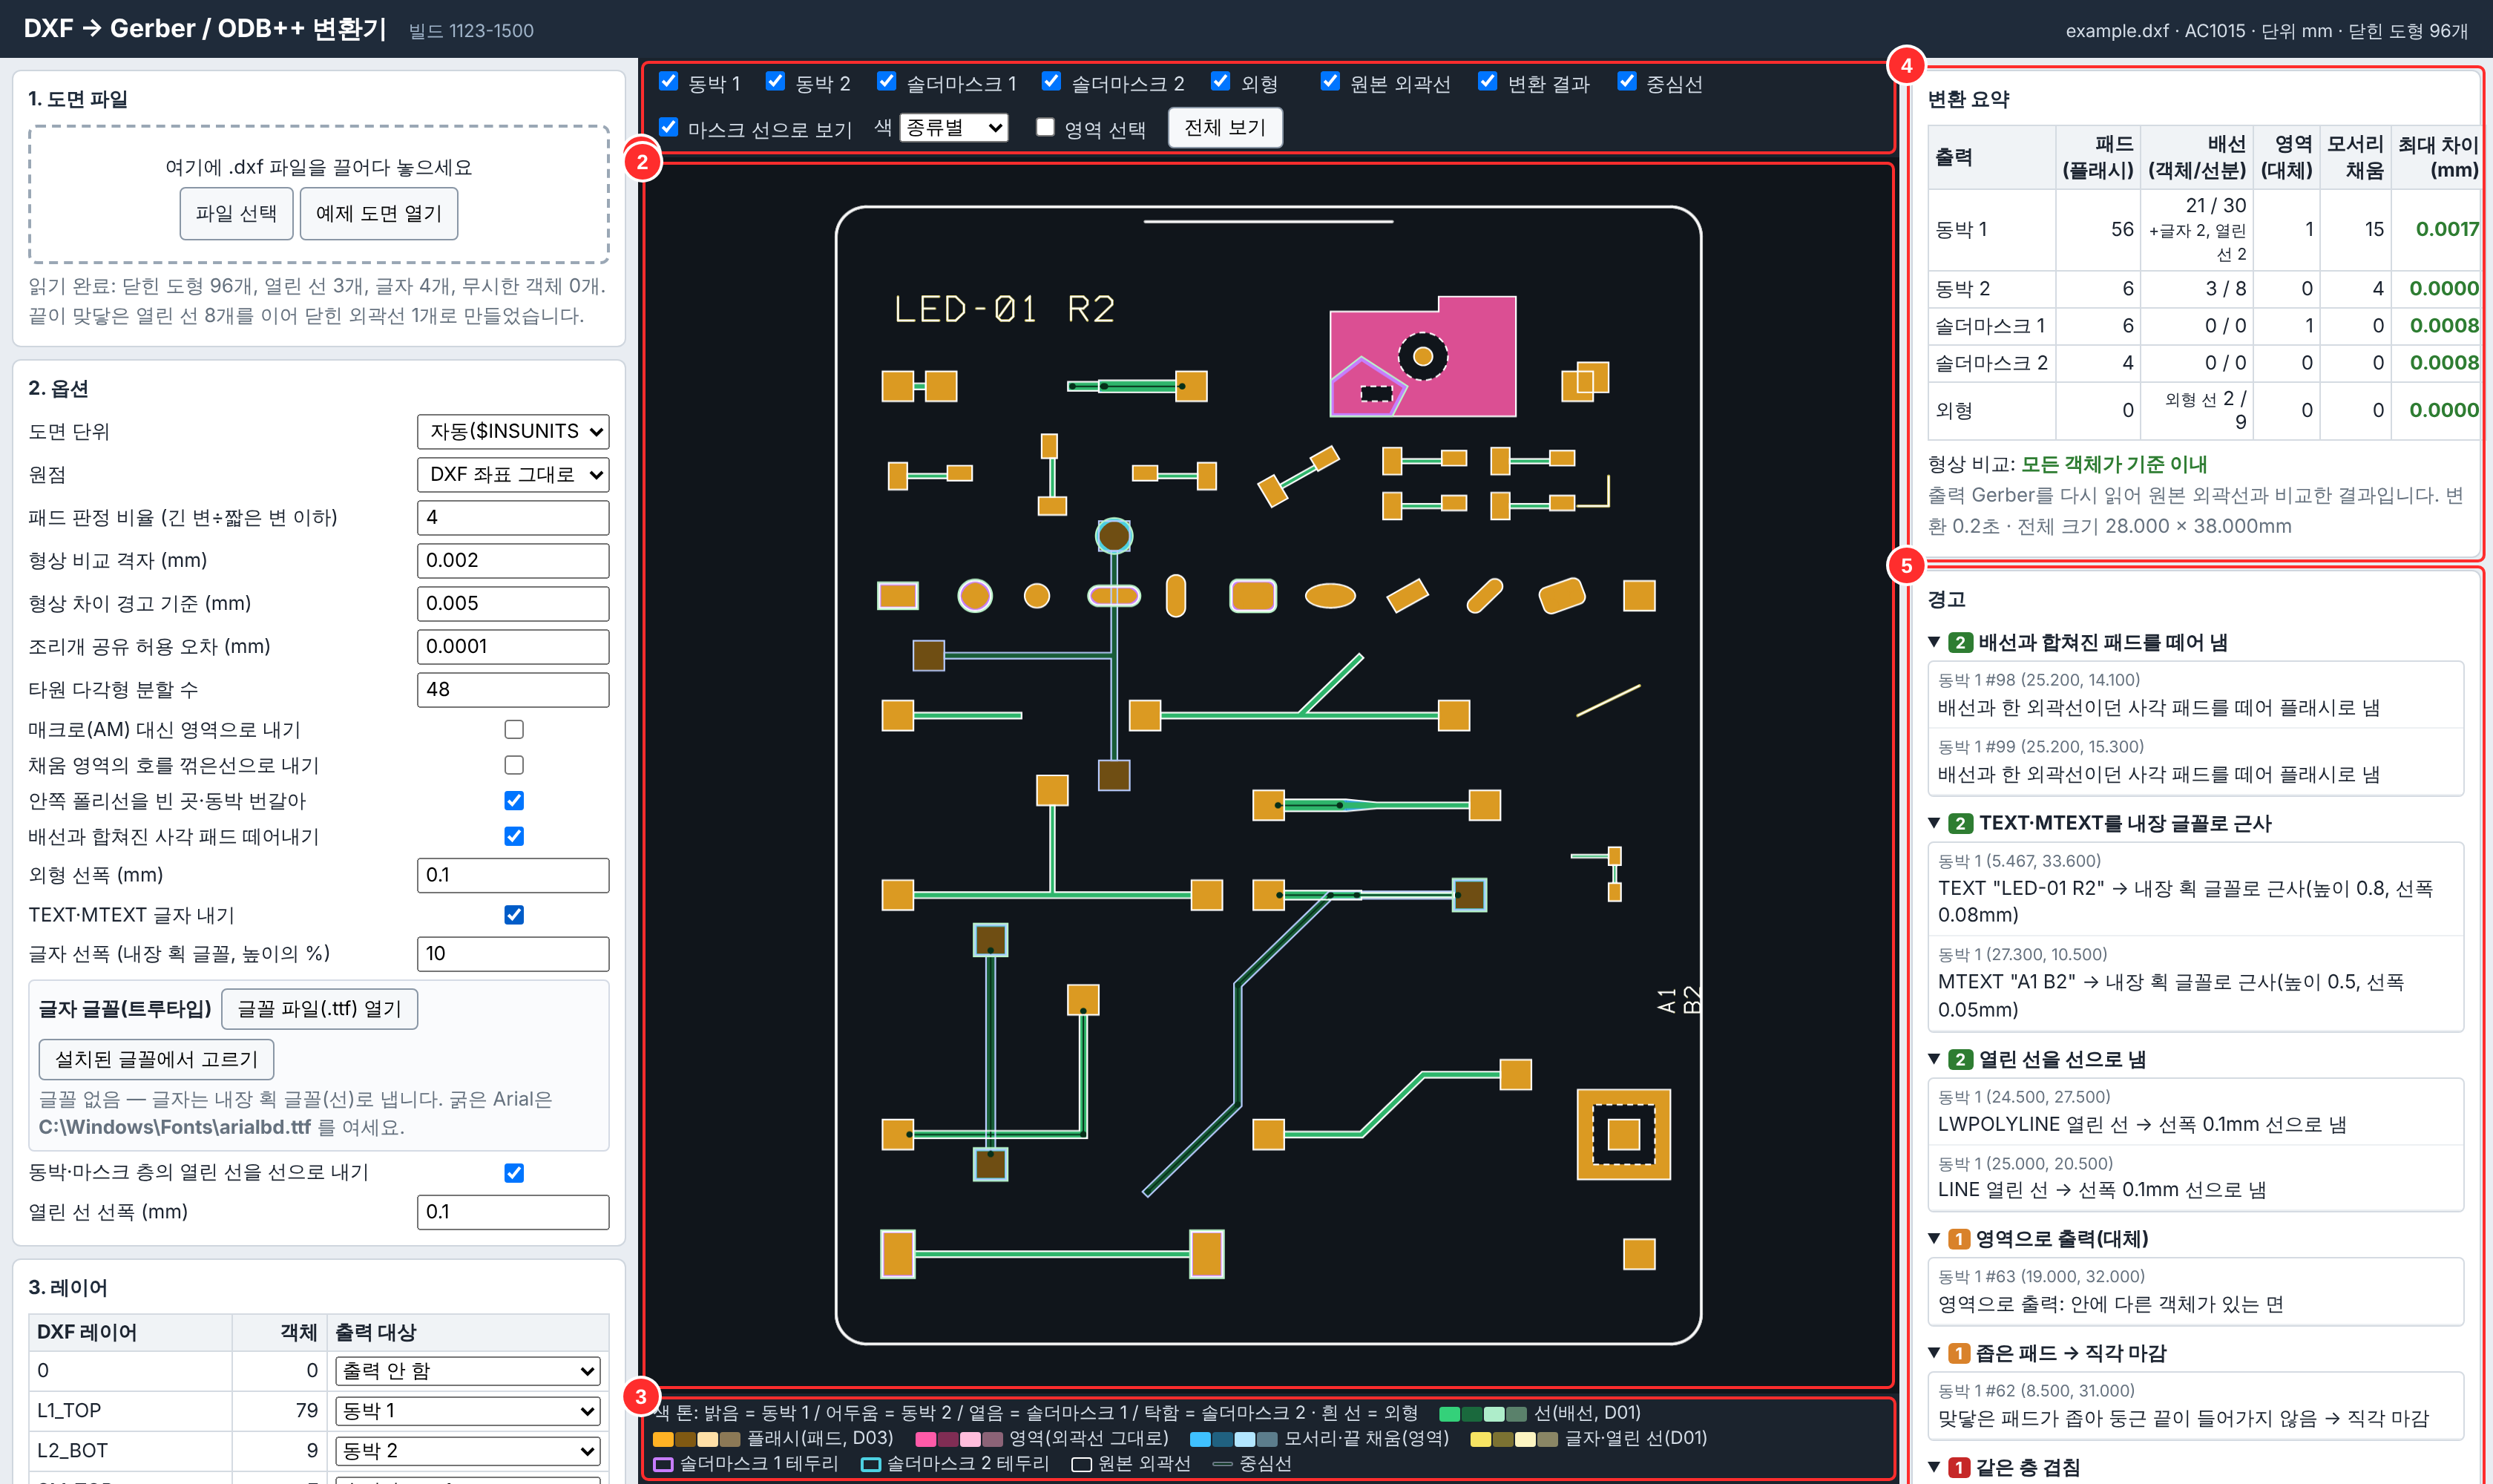 DXF → Gerber / ODB++ 변환기 빌드 1123-1500
example.dxf · AC1015 · 단위 mm · 닫힌 도형 96개
1. 도면 파일
여기에 .dxf 파일을 끌어다 놓으세요
파일 선택 예제 도면 열기
읽기 완료: 닫힌 도형 96개, 열린 선 3개, 글자 4개, 무시한 객체 0개.
끝이 맞닿은 열린 선 8개를 이어 닫힌 외곽선 1개로 만들었습니다.
2. 옵션
도면 단위 자동($INSUNITS
원점 DXF 좌표 그대로
패드 판정 비율 (긴 변÷짧은 변 이하) 4
형상 비교 격자 (mm) 0.002
형상 차이 경고 기준 (mm) 0.005
조리개 공유 허용 오차 (mm) 0.0001
타원 다각형 분할 수 48
매크로(AM) 대신 영역으로 내기
채움 영역의 호를 꺾은선으로 내기
안쪽 폴리선을 빈 곳·동박 번갈아
배선과 합쳐진 사각 패드 떼어내기
외형 선폭 (mm) 0.1
TEXT·MTEXT 글자 내기
글자 선폭 (내장 획 글꼴, 높이의 %) 10
글자 글꼴(트루타입) 글꼴 파일(.ttf) 열기
설치된 글꼴에서 고르기
글꼴 없음 — 글자는 내장 획 글꼴(선)로 냅니다. 굵은 Arial은
C:\Windows\Fonts\arialbd.ttf 를 여세요.
동박·마스크 층의 열린 선을 선으로 내기
열린 선 선폭 (mm) 0.1
3. 레이어
DXF 레이어 객체 출력 대상
0 0 출력 안 함
L1_TOP 79 동박 1
L2_BOT 9 동박 2
동박 1 동박 2 솔더마스크 1 솔더마스크 2 외형 원본 외곽선 변환 결과 중심선
마스크 선으로 보기 색 종류별 영역 선택 전체 보기
2
LED-01 R2
A1
B2
3
색 톤: 밝음 = 동박 1 / 어두움 = 동박 2 / 옅음 = 솔더마스크 1 / 탁함 = 솔더마스크 2 · 흰 선 = 외형 선(배선, D01)
플래시(패드, D03) 영역(외곽선 그대로) 모서리·끝 채움(영역) 글자·열린 선(D01)
솔더마스크 1 테두리 솔더마스크 2 테두리 원본 외곽선 중심선
4
변환 요약
출력 패드 (플래시) 배선 (객체/선분) 영역 (대체) 모서리 채움 최대 차이 (mm)
동박 1 56 21 / 30 +글자 2, 열린 선 2 1 15 0.0017
동박 2 6 3 / 8 0 4 0.0000
솔더마스크 1 6 0 / 0 1 0 0.0008
솔더마스크 2 4 0 / 0 0 0 0.0008
외형 0 외형 선 2 / 9 0 0 0.0000
형상 비교: 모든 객체가 기준 이내
출력 Gerber를 다시 읽어 원본 외곽선과 비교한 결과입니다. 변
환 0.2초 · 전체 크기 28.000 × 38.000mm
5
경고
▼ 2 배선과 합쳐진 패드를 떼어 냄
동박 1 #98 (25.200, 14.100)
배선과 한 외곽선이던 사각 패드를 떼어 플래시로 냄
동박 1 #99 (25.200, 15.300)
배선과 한 외곽선이던 사각 패드를 떼어 플래시로 냄
▼ 2 TEXT·MTEXT를 내장 글꼴로 근사
동박 1 (5.467, 33.600)
TEXT "LED-01 R2" → 내장 획 글꼴로 근사(높이 0.8, 선폭
0.08mm)
동박 1 (27.300, 10.500)
MTEXT "A1 B2" → 내장 획 글꼴로 근사(높이 0.5, 선폭
0.05mm)
▼ 2 열린 선을 선으로 냄
동박 1 (24.500, 27.500)
LWPOLYLINE 열린 선 → 선폭 0.1mm 선으로 냄
동박 1 (25.000, 20.500)
LINE 열린 선 → 선폭 0.1mm 선으로 냄
▼ 1 영역으로 출력(대체)
동박 1 #63 (19.000, 32.000)
영역으로 출력: 안에 다른 객체가 있는 면
▼ 1 좁은 패드 → 직각 마감
동박 1 #62 (8.500, 31.000)
맞닿은 패드가 좁아 둥근 끝이 들어가지 않음 → 직각 마감
▼ 1 같은 층 겹침